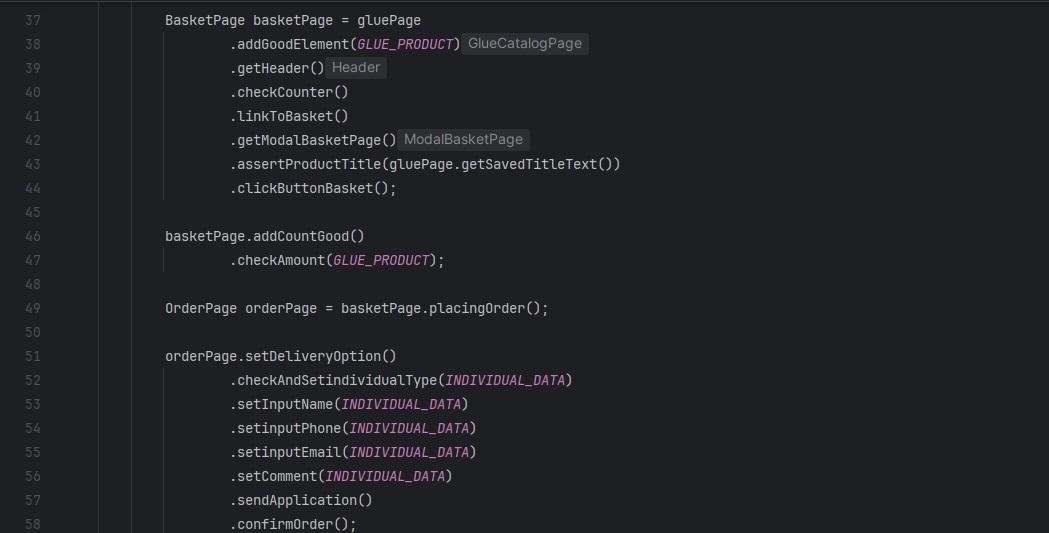 37 BasketPage basketPage = gluePage
38 .addGoodElement(GLUE_PRODUCT) GlueCatalogPage
39 .getHeader() Header
40 .checkCounter()
41 .linkToBasket()
42 .getModalBasketPage() ModalBasketPage
43 .assertProductTitle(gluePage.getSavedTitleText())
44 .clickButtonBasket();
45
46 basketPage.addCountGood()
47 .checkAmount(GLUE_PRODUCT);
48
49 OrderPage orderPage = basketPage.placingOrder();
50
51 orderPage.setDeliveryOption()
52 .checkAndSetindividualType(INDIVIDUAL_DATA)
53 .setInputName(INDIVIDUAL_DATA)
54 .setinputPhone(INDIVIDUAL_DATA)
55 .setinputEmail(INDIVIDUAL_DATA)
56 .setComment(INDIVIDUAL_DATA)
57 .sendApplication()
58 .confirmOrder();